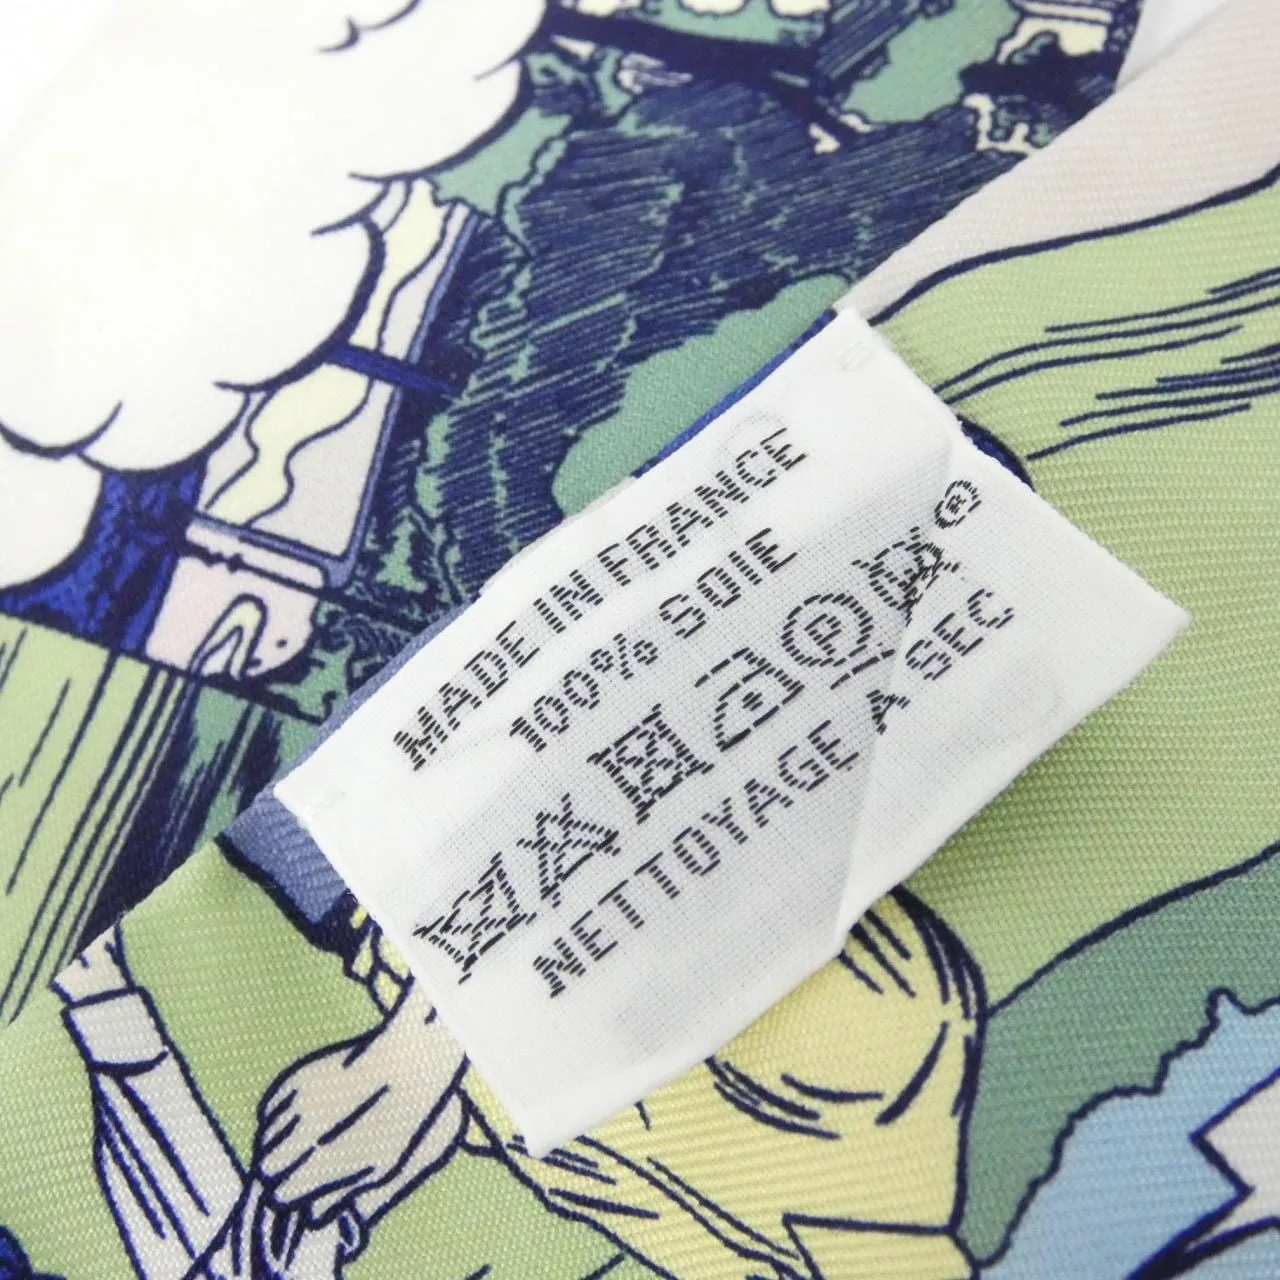 MADE IN FRANCE
100% SOIE
®
NETTOYAGE A SEC